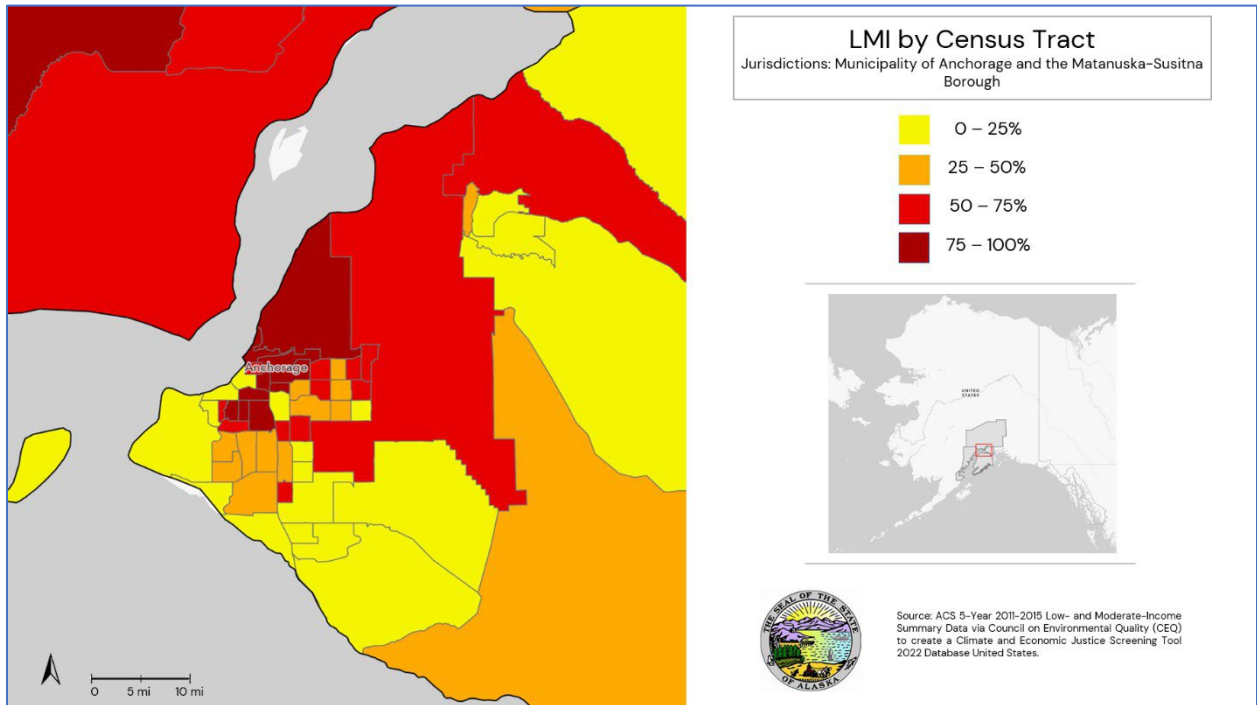 LMI by Census Tract
Jurisdictions: Municipality of Anchorage and the Matanuska-Susitna
Borough
0 – 25%
25 – 50%
50 – 75%
75 – 100%
Anchorage
UNITED
STATES
THE SEAL OF THE STATE
OF ALASKA
Source: ACS 5-Year 2011-2015 Low- and Moderate-Income
Summary Data via Council on Environmental Quality (CEQ)
to create a Climate and Economic Justice Screening Tool
2022 Database United States.
0 5 mi 10 mi